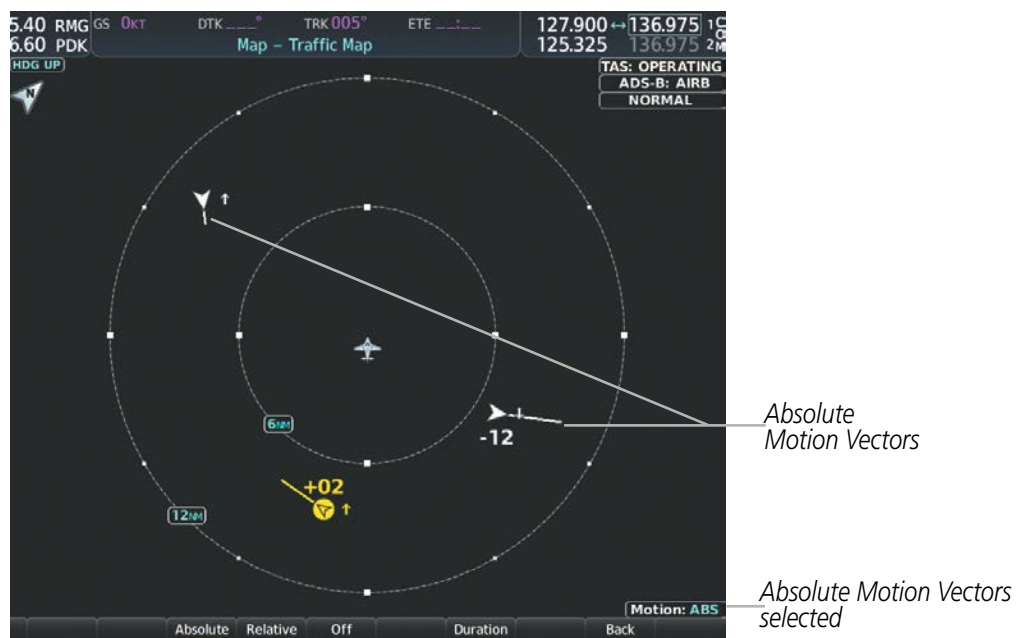 5.40 RMG GS 0KT DTK ___° TRK 005° ETE __:__ 127.900 ↔ 136.975 1
6.60 PDK Map – Traffic Map 125.325 136.975 2
HDG UP TAS: OPERATING
ADS-B: AIRB
N NORMAL
↑
6NM
-12
Absolute
Motion Vectors
+02
↑
12NM
Motion: ABS
Absolute Motion Vectors
selected
Absolute Relative Off Duration Back